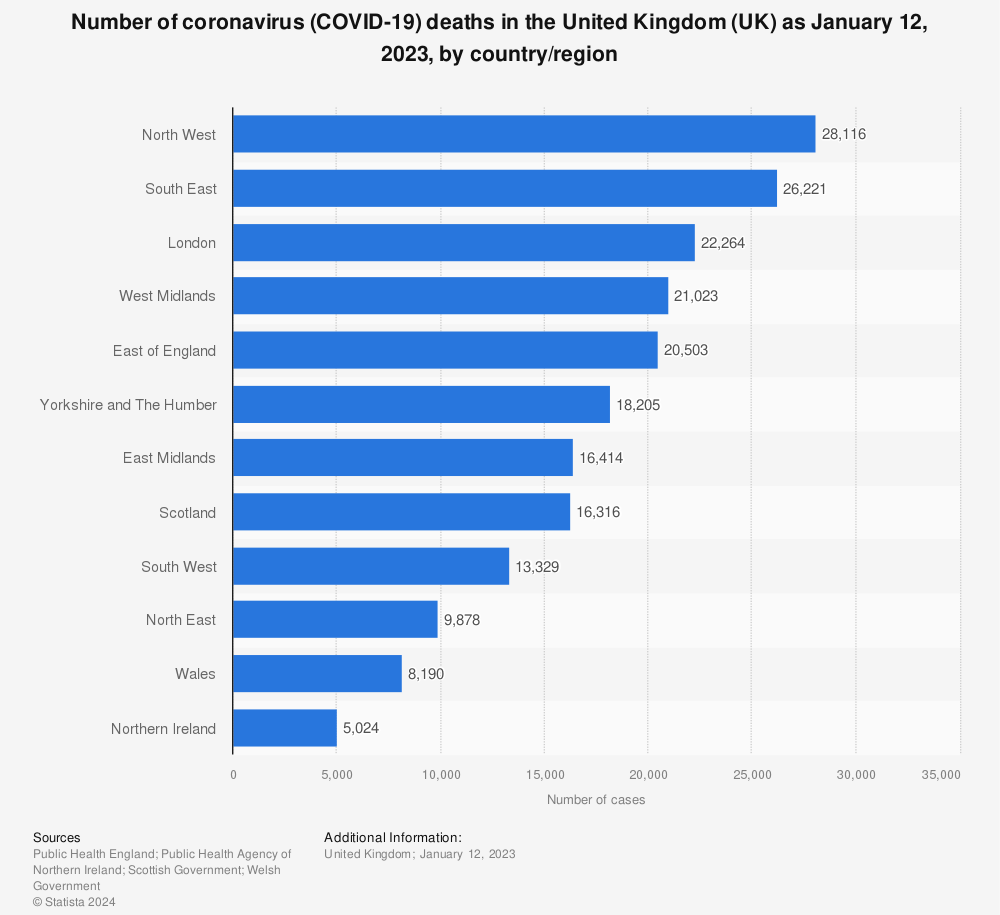 Number of coronavirus (COVID-19) deaths in the United Kingdom (UK) as January 12,
2023, by country/region
North West 28,116
South East 26,221
London 22,264
West Midlands 21,023
East of England 20,503
Yorkshire and The Humber 18,205
East Midlands 16,414
Scotland 16,316
South West 13,329
North East 9,878
Wales 8,190
Northern Ireland 5,024
0 5,000 10,000 15,000 20,000 25,000 30,000 35,000
Number of cases
Sources
Public Health England; Public Health Agency of
Northern Ireland; Scottish Government; Welsh
Government
© Statista 2024
Additional Information:
United Kingdom; January 12, 2023